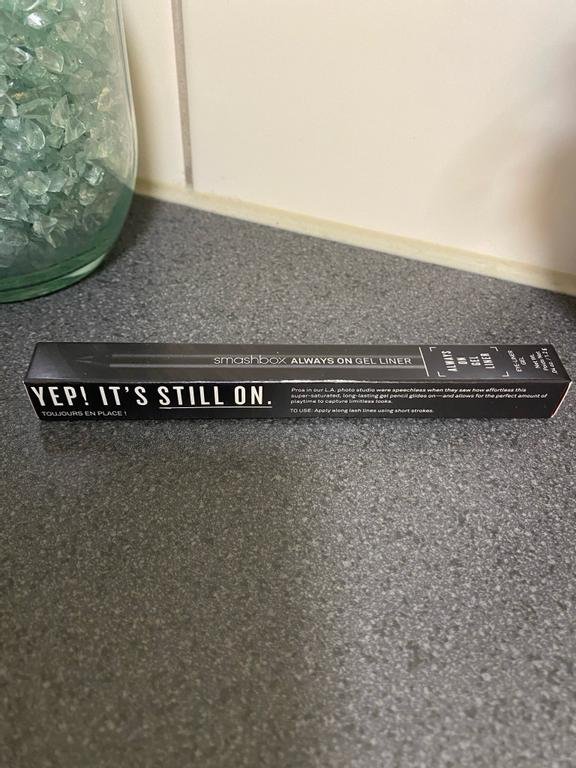 smashbox ALWAYS ON GEL LINER
ALWAYS
ON
GEL
LINER
EYE LINER
GEL
YEP! IT'S STILL ON.
TOUJOURS EN PLACE !
Pros in our L.A. photo studio were speechless when they saw how effortless this
super-saturated, long-lasting gel pencil glides on—and allows for the perfect amount of
playtime to capture limitless looks.
TO USE: Apply along lash lines using short strokes.